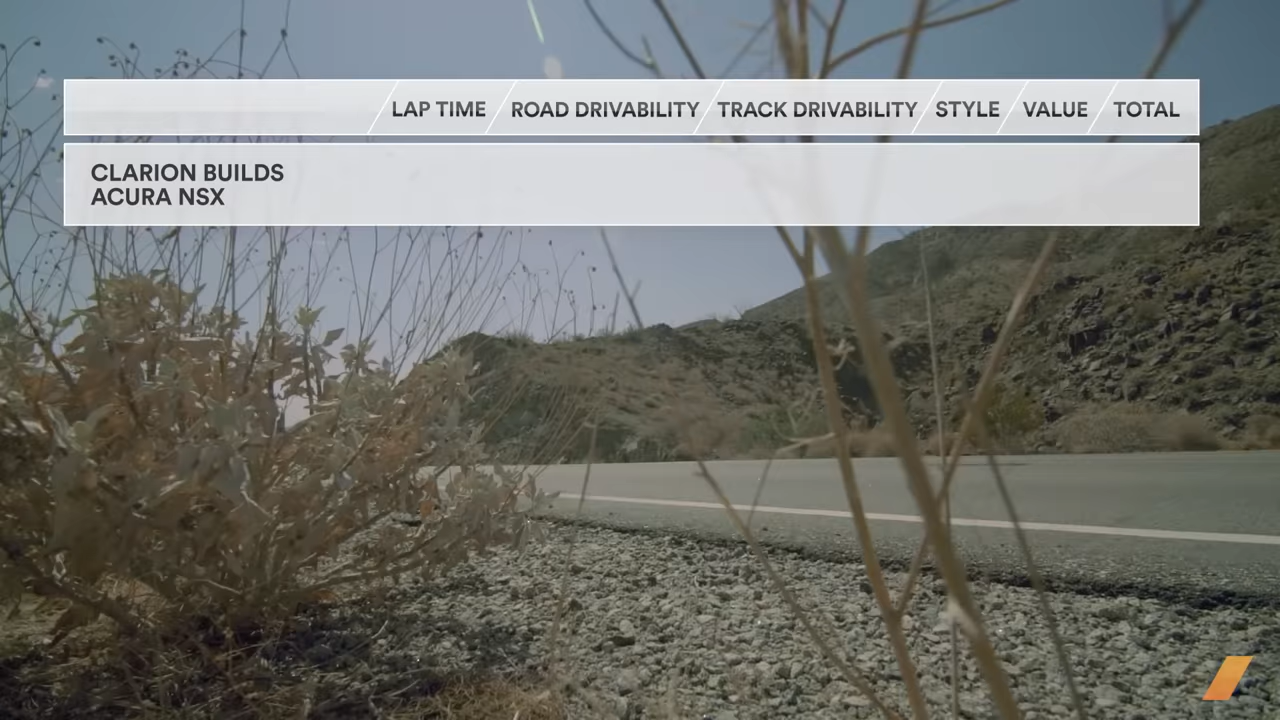 LAP TIME ROAD DRIVABILITY TRACK DRIVABILITY STYLE VALUE TOTAL
CLARION BUILDS
ACURA NSX